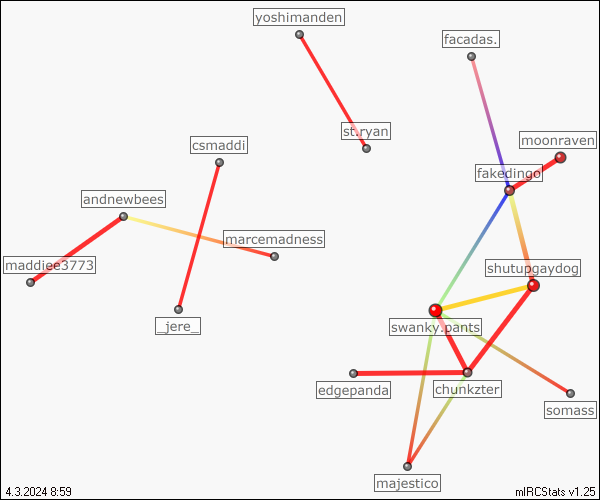 yoshimanden
facadas.
st.ryan
moonraven
csmaddi
fakedingo
andnewbees
marcemadness
maddiee3773
shutupgaydog
_jere_
swanky.pants
edgepanda
chunkzter
somass
majestico
4.3.2024 8:59
mIRCStats v1.25